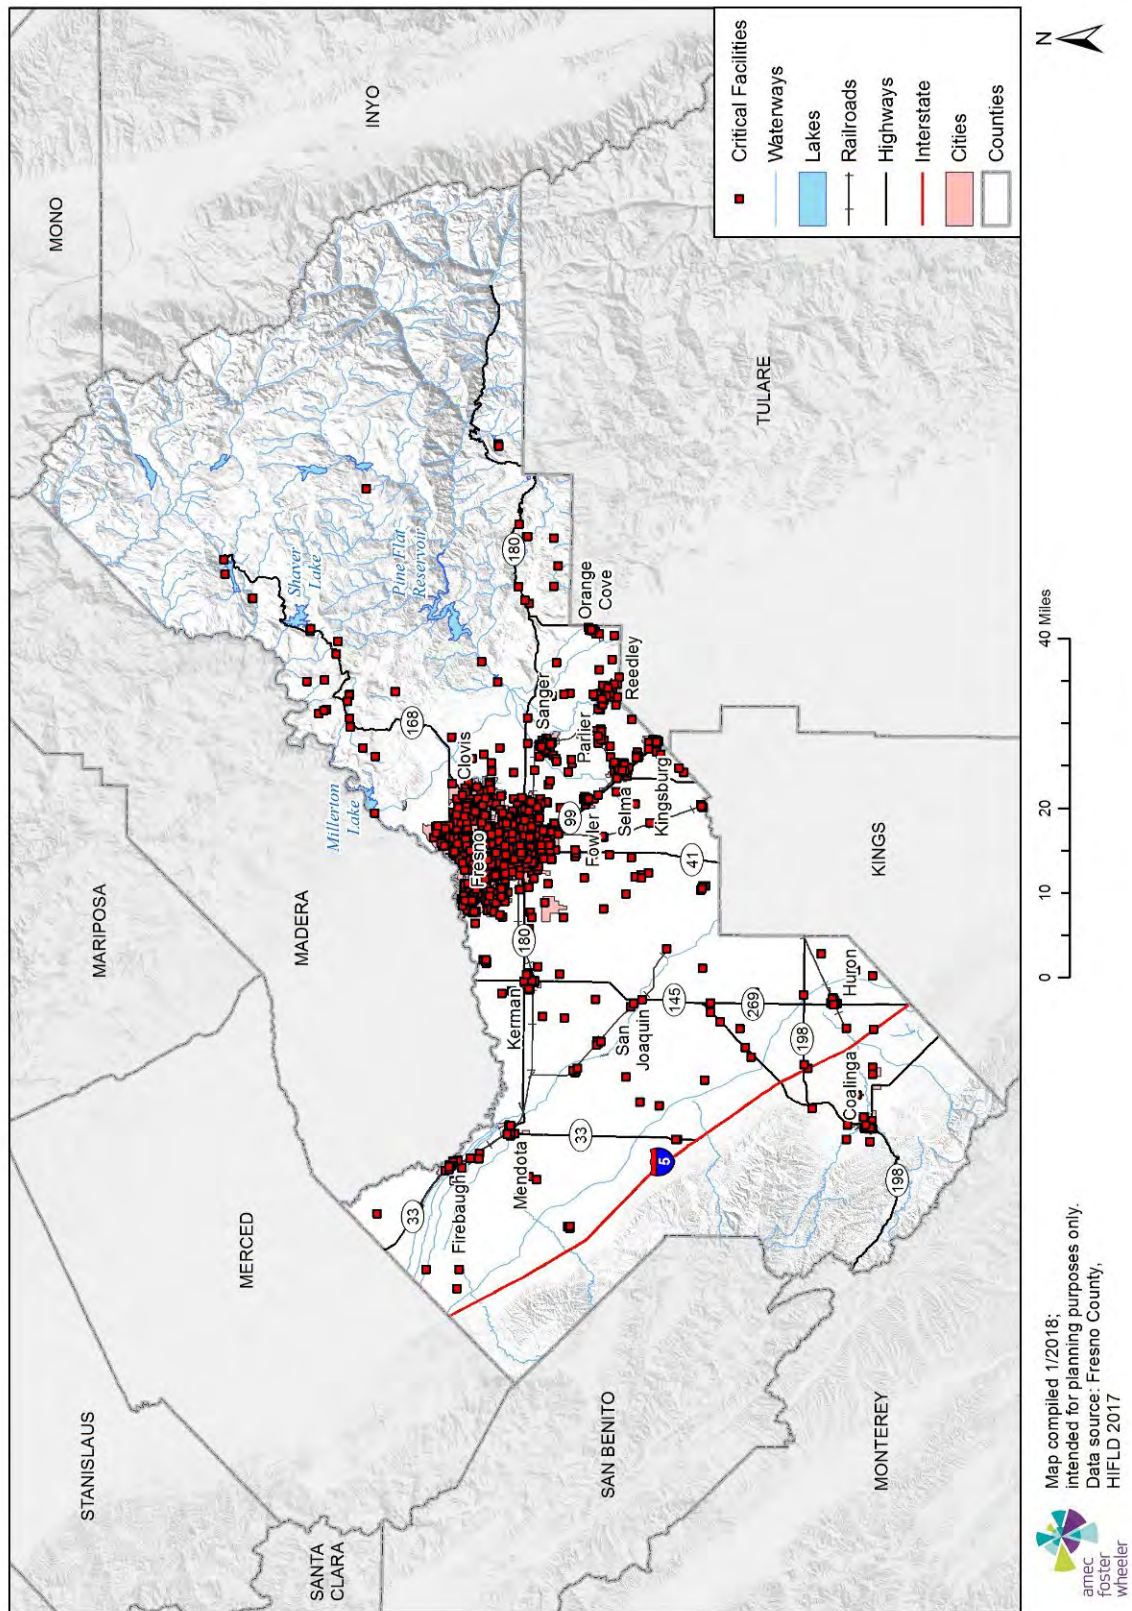 STANISLAUS
MARIPOSA
MONO
INYO
MERCED
MADERA
SANTA
CLARA
SAN BENITO
MONTEREY
KINGS
TULARE
Millerton
Lake
Shaver
Lake
Pine Flat
Reservoir
33
168
180
180
33
5
145
269
198
198
41
99
Firebaugh
Mendota
Kerman
San
Joaquin
Coalinga
Huron
Fresno
Clovis
Fowler
Selma
Kingsburg
Parlier
Sanger
Reedley
Orange
Cove
Critical Facilities
Waterways
Lakes
Railroads
Highways
Interstate
Cities
Counties
amec
foster
wheeler
Map compiled 1/2018;
intended for planning purposes only.
Data source: Fresno County,
HIFLD 2017
0 10 20 40 Miles
N